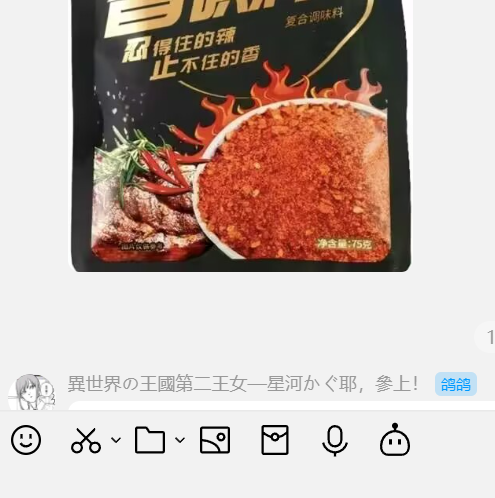 复合调味料
忍得住的辣
止不住的香
净含量:75克
1
異世界の王國第二王女—星河かぐ耶，參上！ 鸽鸽